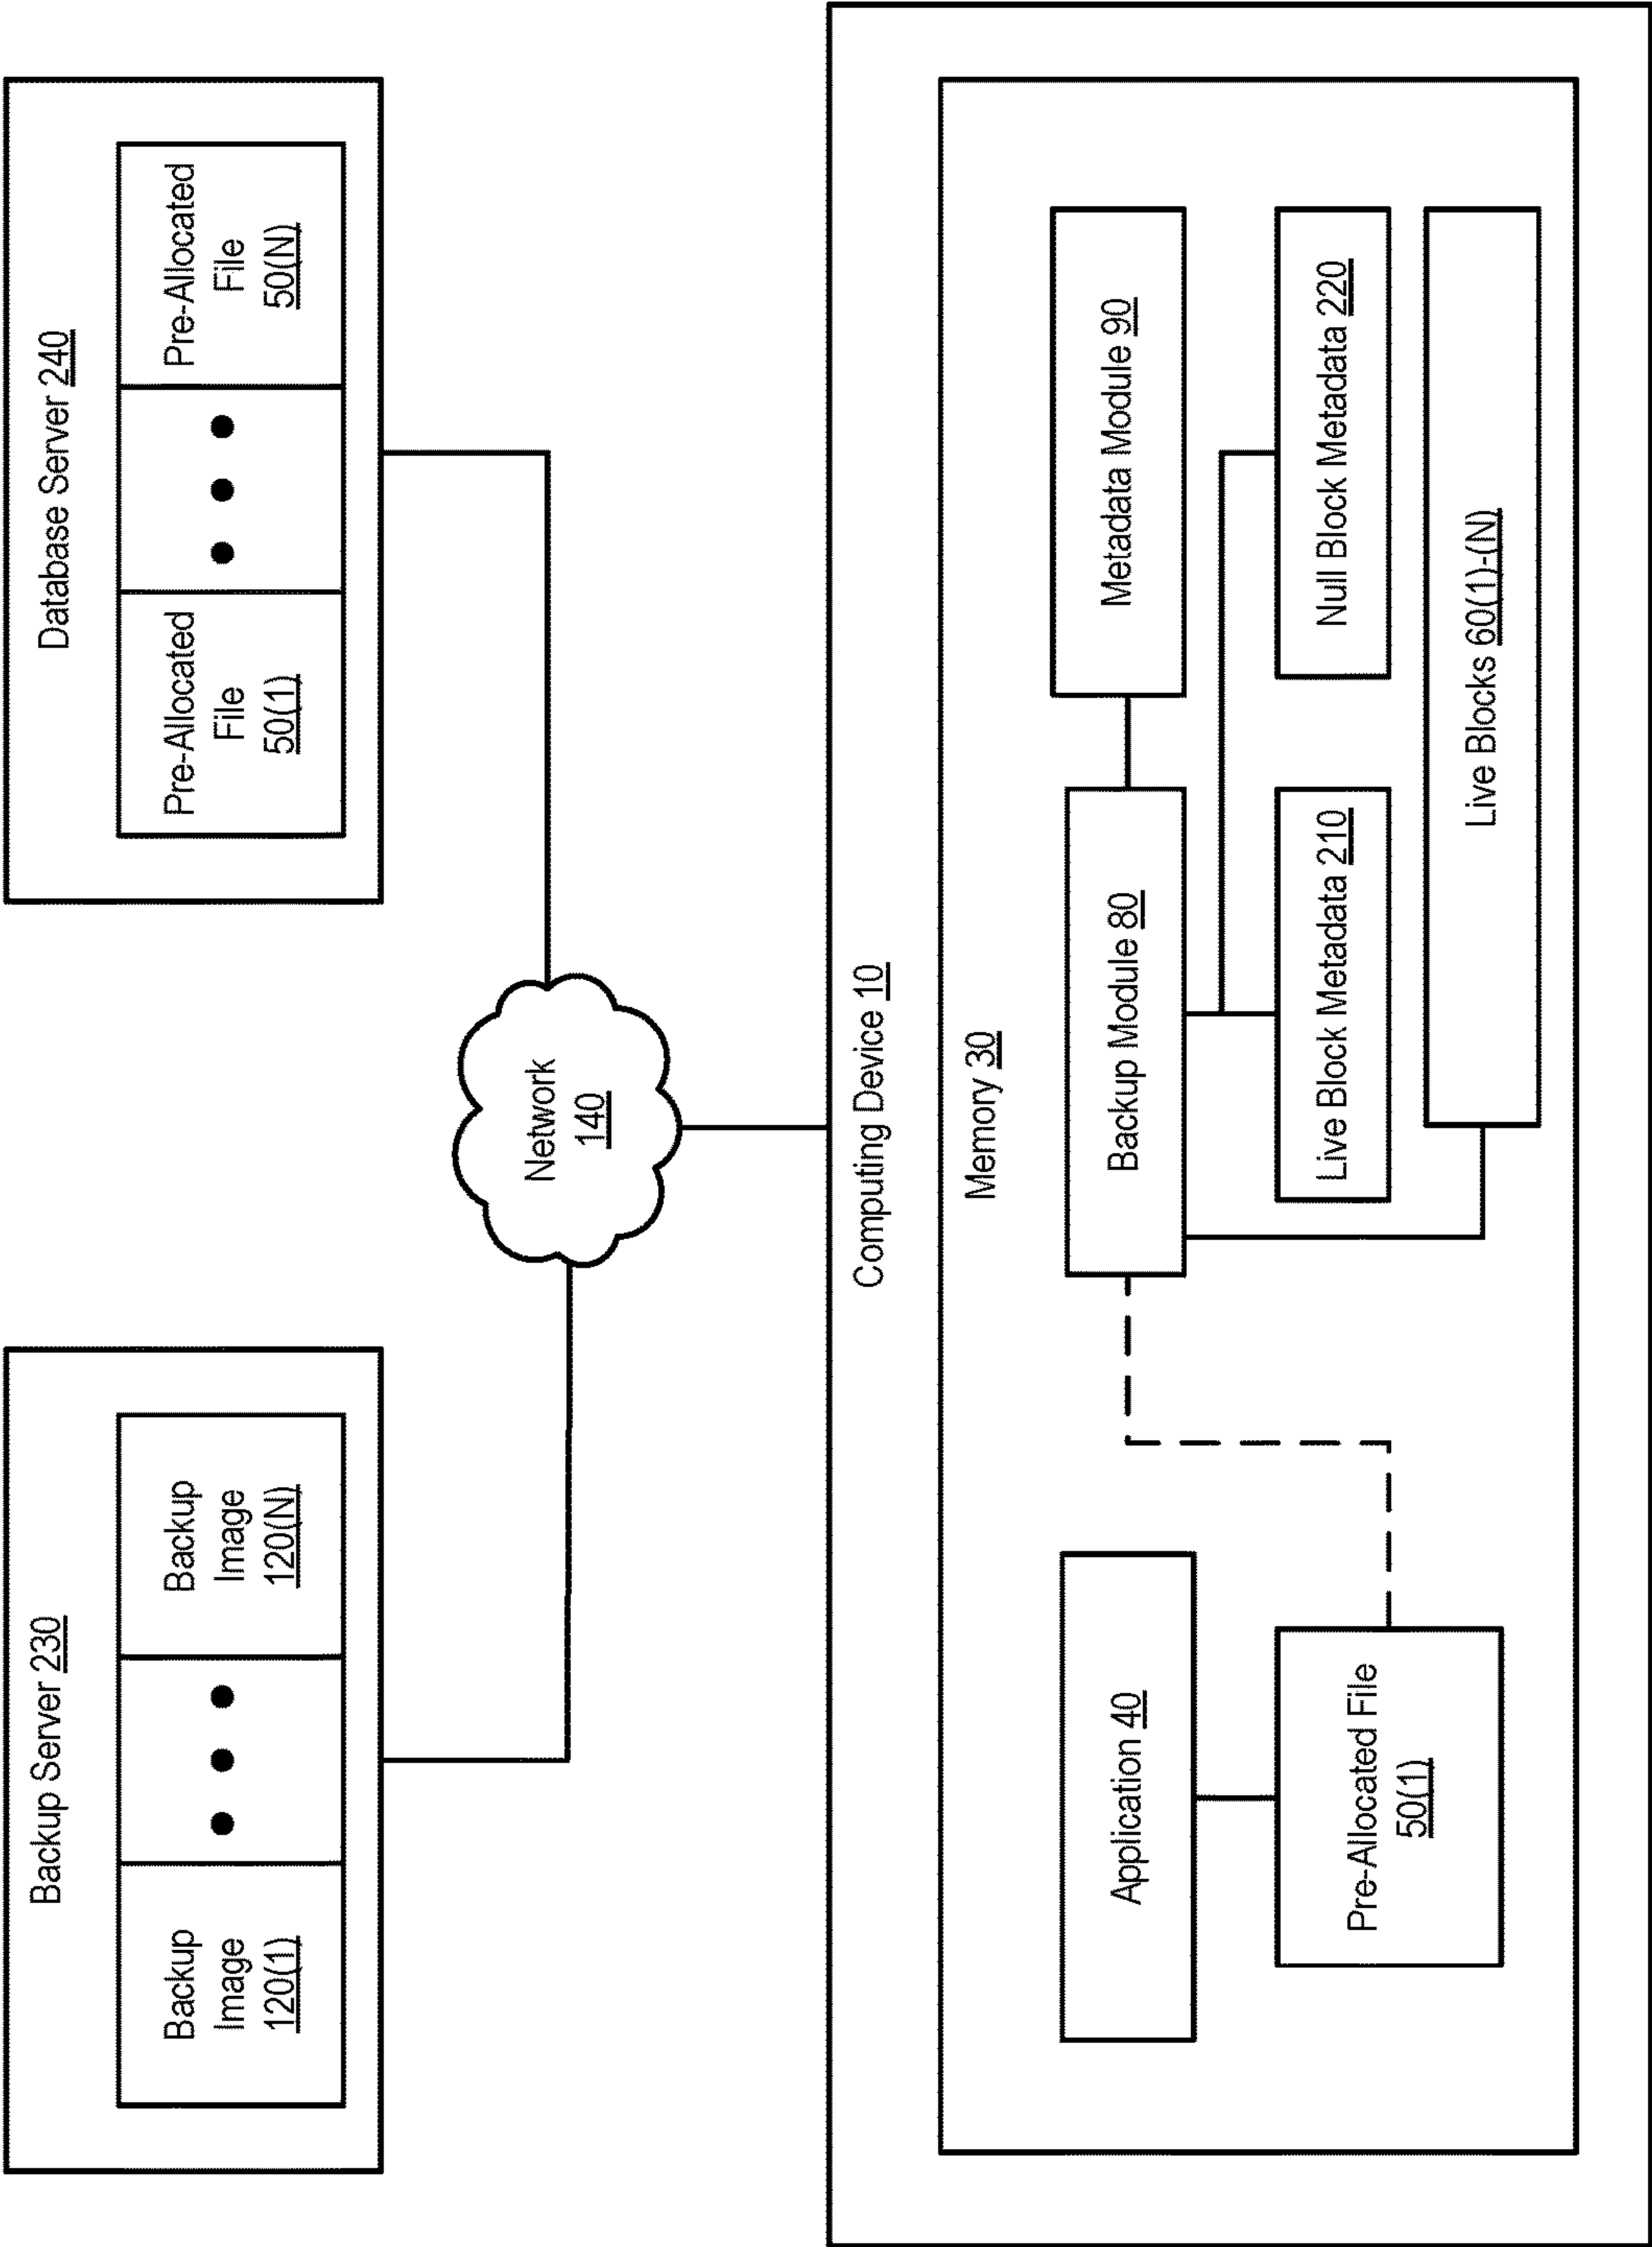 Backup Server 230
Backup
Image
120(1)
Backup
Image
120(N)
Database Server 240
Pre-Allocated
File
50(1)
Pre-Allocated
File
50(N)
Network
140
Computing Device 10
Memory 30
Application 40
Pre-Allocated File
50(1)
Backup Module 80
Metadata Module 90
Live Block Metadata 210
Null Block Metadata 220
Live Blocks 60(1)-(N)